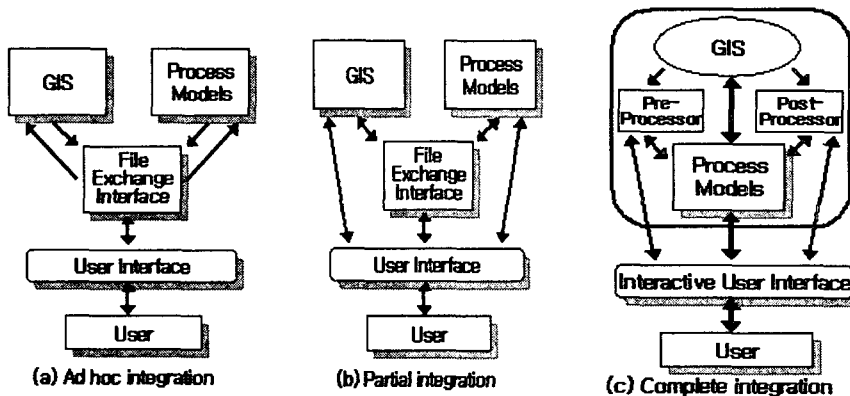 GIS
Process
Models
File
Exchange
Interface
User Interface
User
(a) Ad hoc integration
GIS
Process
Models
File
Exchange
Interface
User Interface
User
(b) Partial integration
GIS
Pre-
Processor
Post-
Processor
Process
Models
Interactive User Interface
User
(c) Complete integration